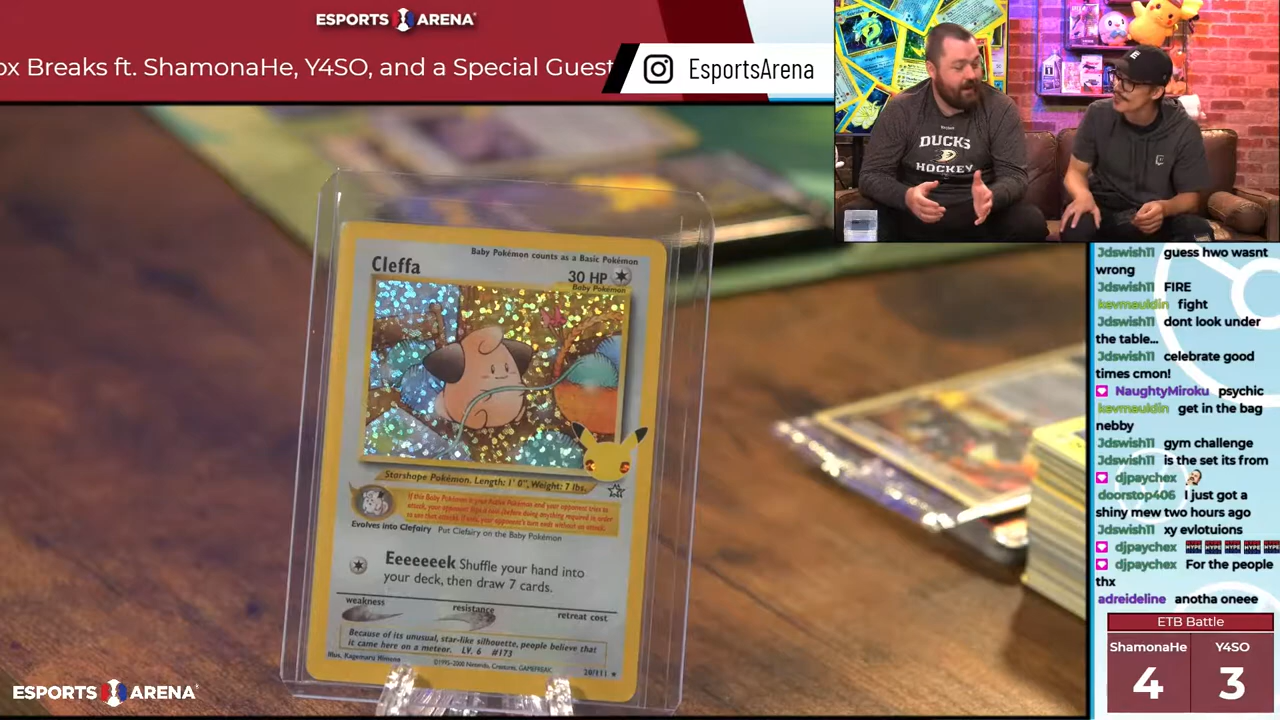 ESPORTS ARENA
ox Breaks ft. ShamonaHe, Y4SO, and a Special Guest
EsportsArena
DUCKS
HOCKEY
Baby Pokémon counts as a Basic Pokémon
Cleffa
30 HP
Baby Pokémon
Starshape Pokémon. Length: 1' 0", Weight: 7 lbs.
Evolves into Clefairy Put Clefairy on the Baby Pokémon
Eeeeeeek Shuffle your hand into
your deck, then draw 7 cards.
weakness
resistance
retreat cost
Because of its unusual, star-like silhouette, people believe that
it came here on a meteor. LV. 6 #173
Illus. Kagemaru Himeno
©1995-2000 Nintendo, Creatures, GAMEFREAK.
20/111
Jdswish11 guess hwo wasnt
wrong
Jdswish11 FIRE
kevmauldin fight
Jdswish11 dont look under
the table...
Jdswish11 celebrate good
times cmon!
NaughtyMiroku psychic
kevmauldin get in the bag
nebby
Jdswish11 gym challenge
Jdswish11 is the set its from
djpaychex
doorstop406 I just got a
shiny mew two hours ago
Jdswish11 xy evlotuions
djpaychex
djpaychex For the people
thx
adreideline anotha oneee
ETB Battle
ShamonaHe Y4SO
4 3
ESPORTS ARENA